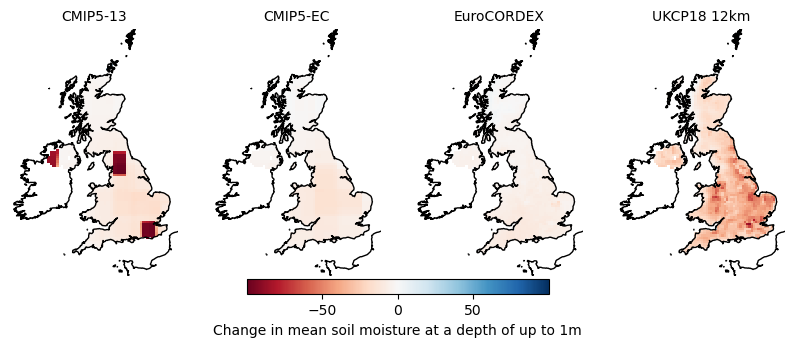 CMIP5-13
CMIP5-EC
EuroCORDEX
UKCP18 12km
−50
0
50
Change in mean soil moisture at a depth of up to 1m